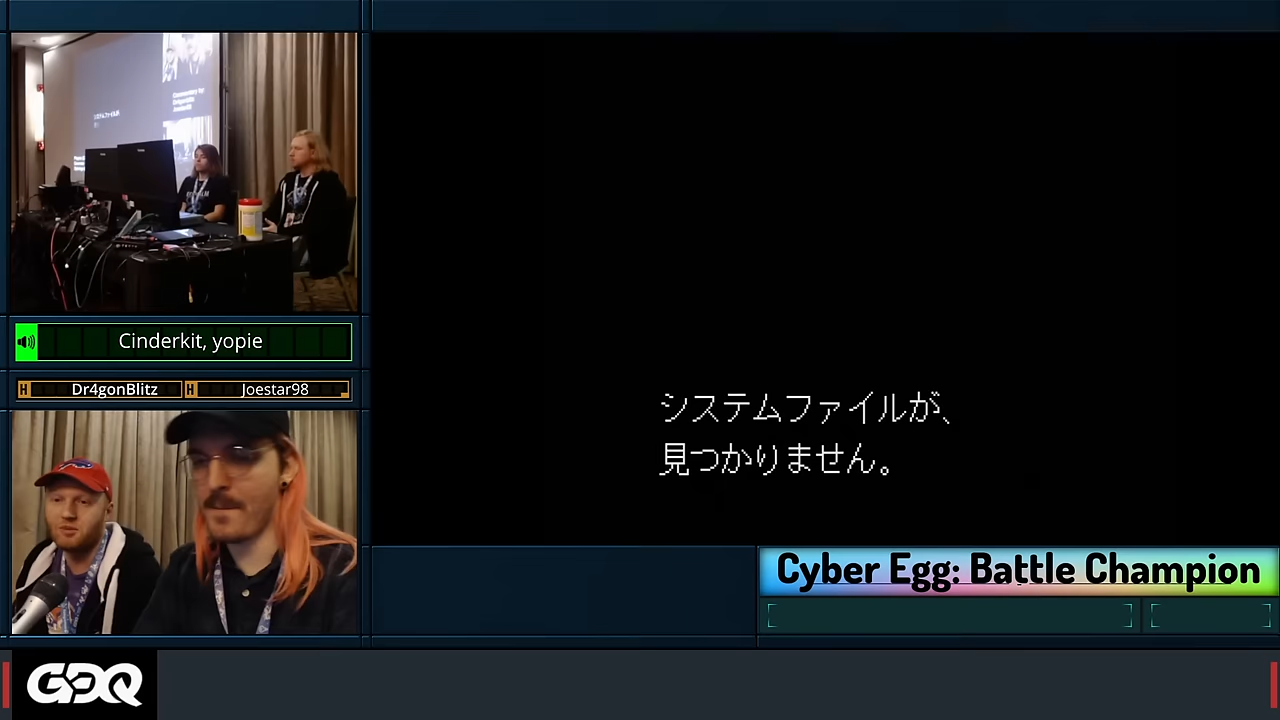 Cinderkit, yopie
H Dr4gonBlitz H Joestar98
システムファイルが、
見つかりません。
Cyber Egg: Battle Champion
GDQ